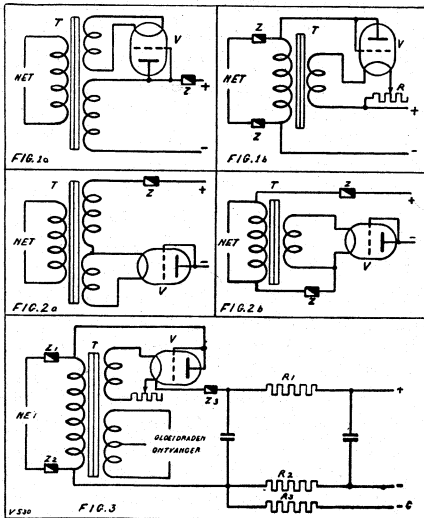 T
V
NET
Z
+
-
FIG.1a
T
Z
V
NET
R
+
Z
-
FIG.1b
T
Z
+
NET
-
V
FIG.2a
T
Z
+
NET
V
-
Z
FIG.2b
Z1
T
V
NET
Z3
R1
+
GLOEIDRADEN
ONTVANGER
Z2
R2
-
R3
- C
V530
FIG.3